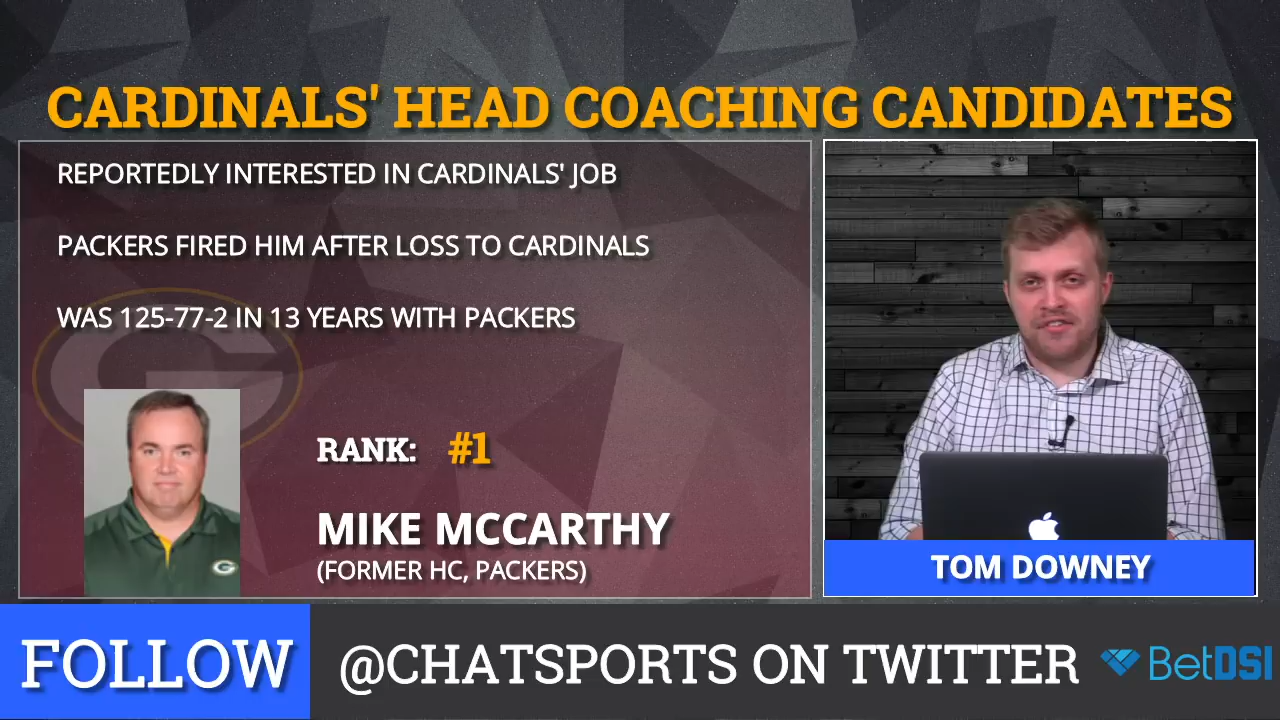 CARDINALS' HEAD COACHING CANDIDATES
REPORTEDLY INTERESTED IN CARDINALS' JOB
PACKERS FIRED HIM AFTER LOSS TO CARDINALS
WAS 125-77-2 IN 13 YEARS WITH PACKERS
G
RANK: #1
MIKE MCCARTHY
(FORMER HC, PACKERS)
G
TOM DOWNEY
FOLLOW @CHATSPORTS ON TWITTER BetDSI